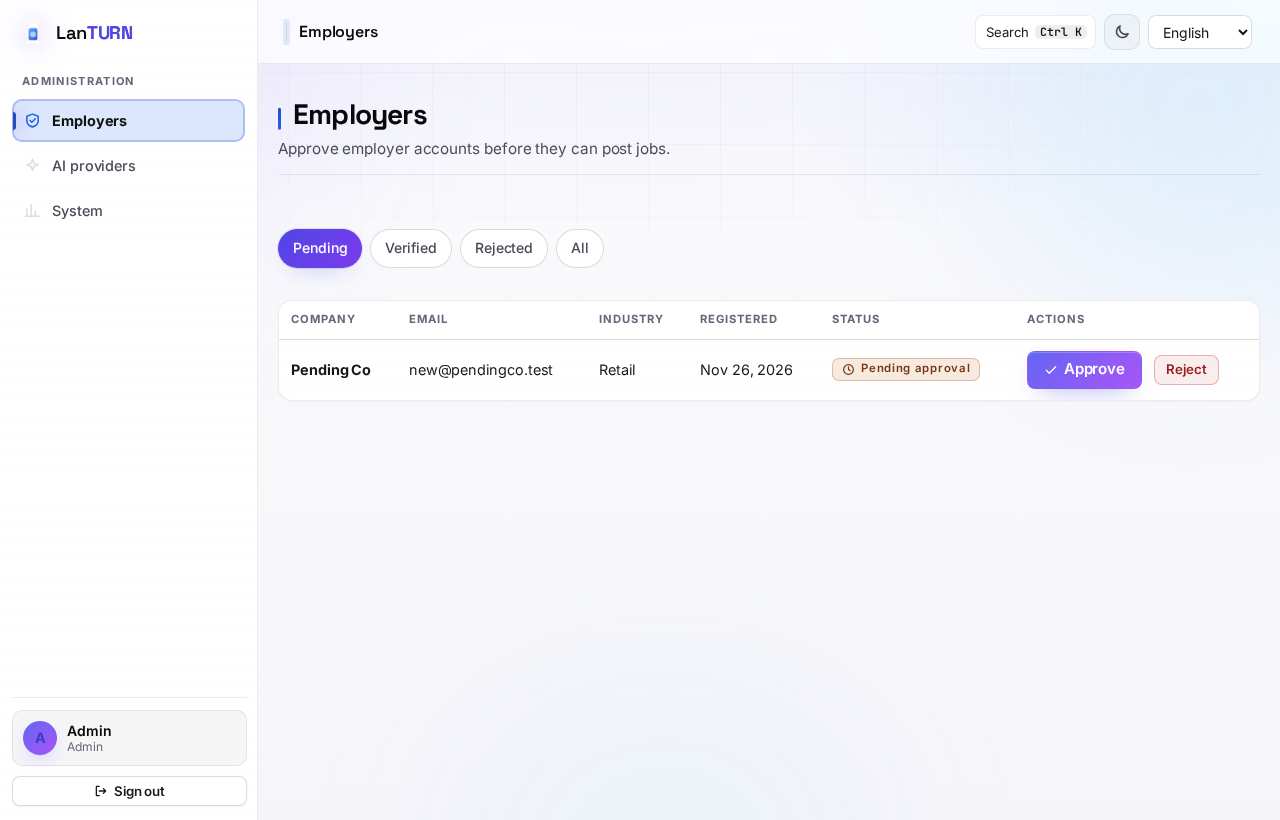 LanTURN
ADMINISTRATION
Employers
AI providers
System
Admin
Admin
Sign out
Employers
Search Ctrl K
English
Employers
Approve employer accounts before they can post jobs.
Pending Verified Rejected All
COMPANY EMAIL INDUSTRY REGISTERED STATUS ACTIONS
Pending Co new@pendingco.test Retail Nov 26, 2026 Pending approval Approve Reject
A